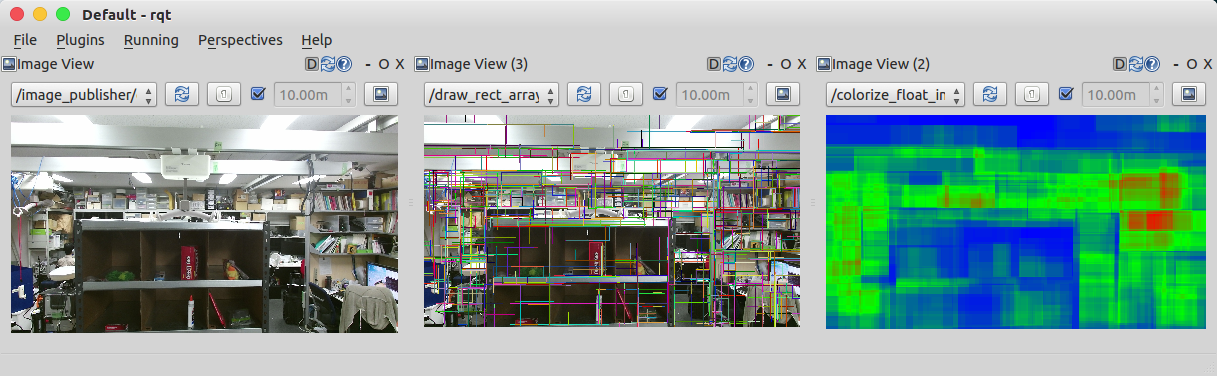 Default - rqt
File Plugins Running Perspectives Help
Image View D ? - O X
Image View (3) D ? - O X
Image View (2) D ? - O X
/image_publisher/ 10.00m
/draw_rect_array 10.00m
/colorize_float_in 10.00m